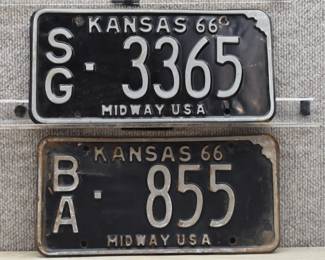 KANSAS 66
SG - 3365
MIDWAY USA
KANSAS 66
BA - 855
MIDWAY USA